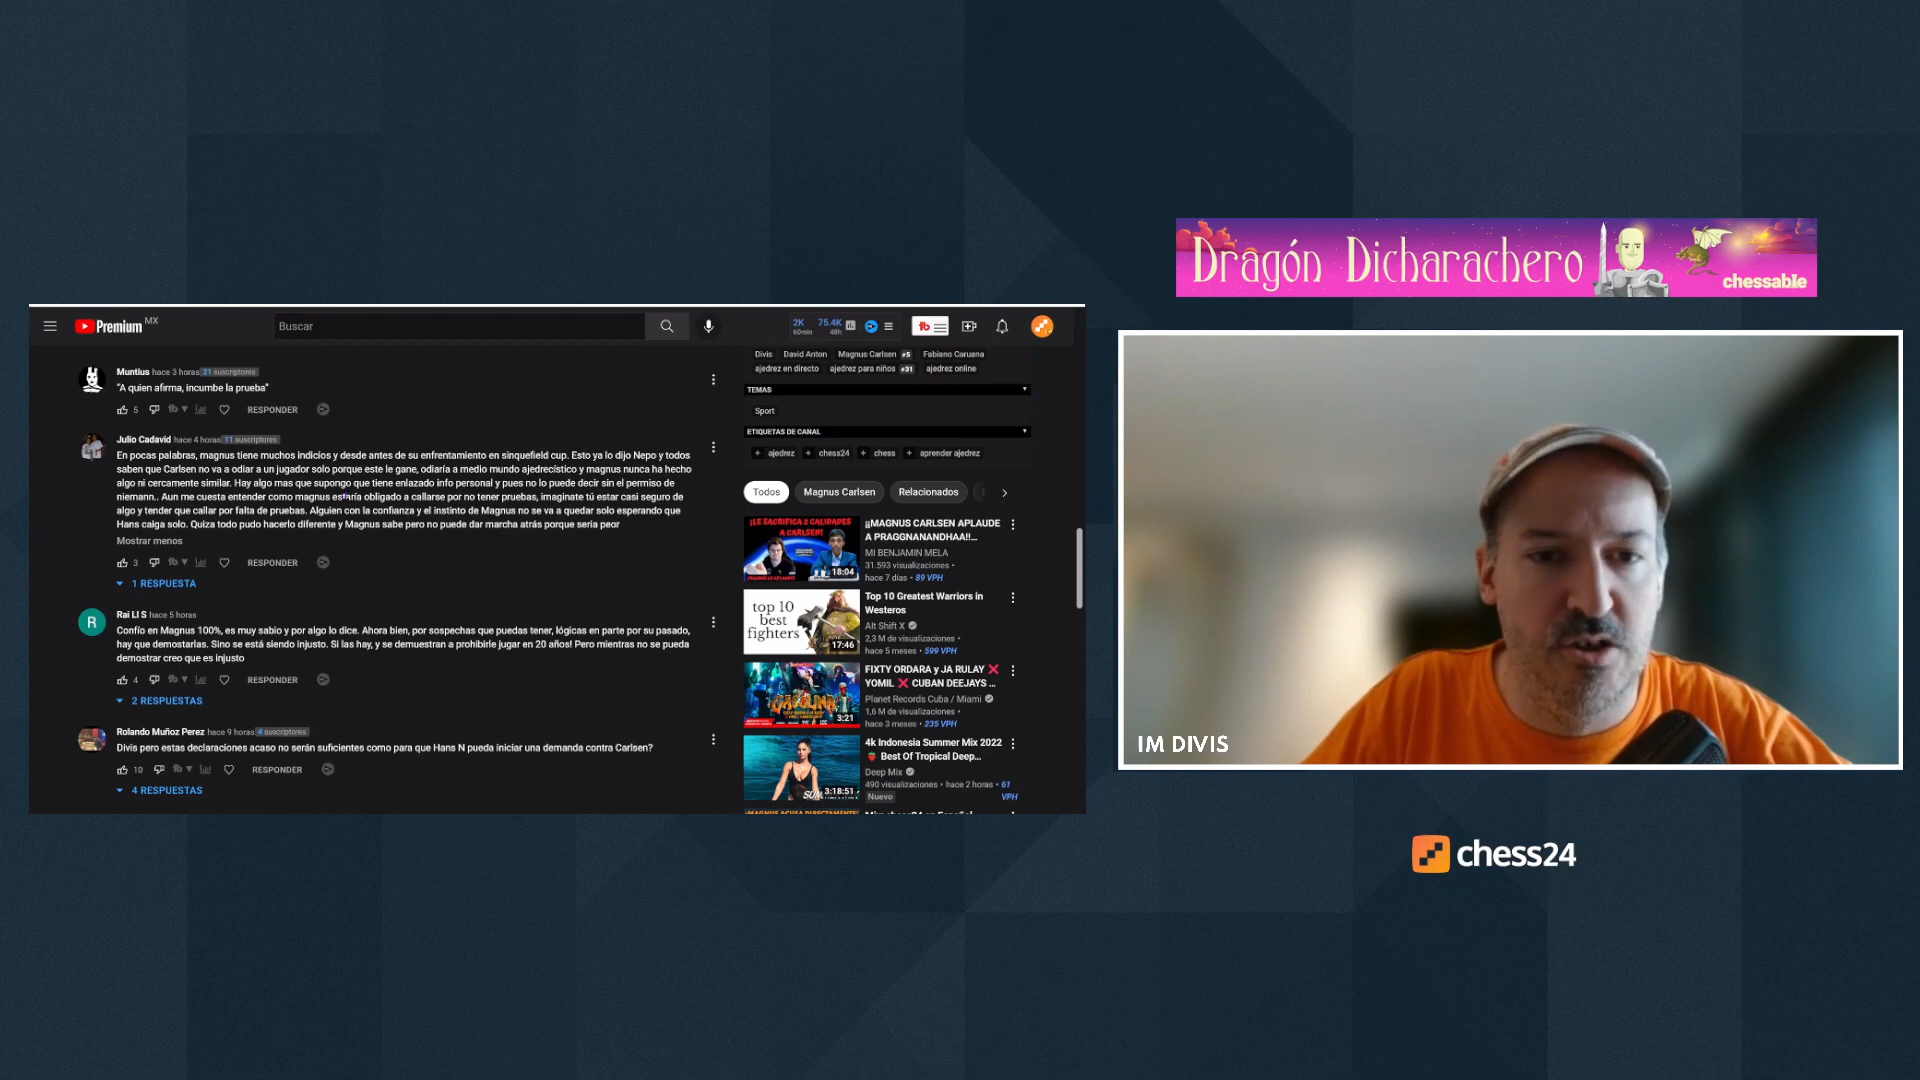 Dragón Dicharachero
chessable
Premium MX
Buscar
2K
60min
75.4K
48h
Muntius hace 3 horas 21 suscriptores
“A quien afirma, incumbe la prueba”
5
RESPONDER
Julio Cadavid hace 4 horas 11 suscriptores
En pocas palabras, magnus tiene muchos indicios y desde antes de su enfrentamiento en sinquefield cup. Esto ya lo dijo Nepo y todos
saben que Carlsen no va a odiar a un jugador solo porque este le gane, odiaría a medio mundo ajedrecístico y magnus nunca ha hecho
algo ni cercamente similar. Hay algo mas que supongo que tiene enlazado info personal y pues no lo puede decir sin el permiso de
niemann.. Aun me cuesta entender como magnus estaría obligado a callarse por no tener pruebas, imaginate tú estar casi seguro de
algo y tender que callar por falta de pruebas. Alguien con la confianza y el instinto de Magnus no se va a quedar solo esperando que
Hans caiga solo. Quiza todo pudo hacerlo diferente y Magnus sabe pero no puede dar marcha atrás porque seria peor
Mostrar menos
3
RESPONDER
1 RESPUESTA
R
Rai LI S hace 5 horas
Confío en Magnus 100%, es muy sabio y por algo lo dice. Ahora bien, por sospechas que puedas tener, lógicas en parte por su pasado,
hay que demostarlas. Sino se está siendo injusto. Si las hay, y se demuestran a prohibirle jugar en 20 años! Pero mientras no se pueda
demostrar creo que es injusto
4
RESPONDER
2 RESPUESTAS
Rolando Muñoz Perez hace 9 horas 4 suscriptores
Divis pero estas declaraciones acaso no serán suficientes como para que Hans N pueda iniciar una demanda contra Carlsen?
10
RESPONDER
4 RESPUESTAS
Divis David Anton Magnus Carlsen #5 Fabiano Caruana
ajedrez en directo ajedrez para niños #31 ajedrez online
TEMAS
Sport
ETIQUETAS DE CANAL
+ ajedrez + chess24 + chess + aprender ajedrez
Todos
Magnus Carlsen
Relacionados
¡LE SACRIFICA 2 CALIDADES
A CARLSEN!
18:04
¡¡MAGNUS CARLSEN APLAUDE
A PRAGGNANANDHAA!!...
MI BENJAMIN MELA
31.593 visualizaciones •
hace 7 días • 89 VPH
top 10
best
fighters
17:46
Top 10 Greatest Warriors in
Westeros
Alt Shift X
2,3 M de visualizaciones •
hace 5 meses • 599 VPH
3:21
FIXTY ORDARA y JA RULAY ❌
YOMIL ❌ CUBAN DEEJAYS ...
Planet Records Cuba / Miami
1,6 M de visualizaciones •
hace 3 meses • 235 VPH
3:18:51
4k Indonesia Summer Mix 2022
🍓 Best Of Tropical Deep...
Deep Mix
490 visualizaciones • hace 2 horas • 61
VPH
Nuevo
¡MAGNUS ACUSA DIRECTAMENTE!
IM DIVIS
chess24